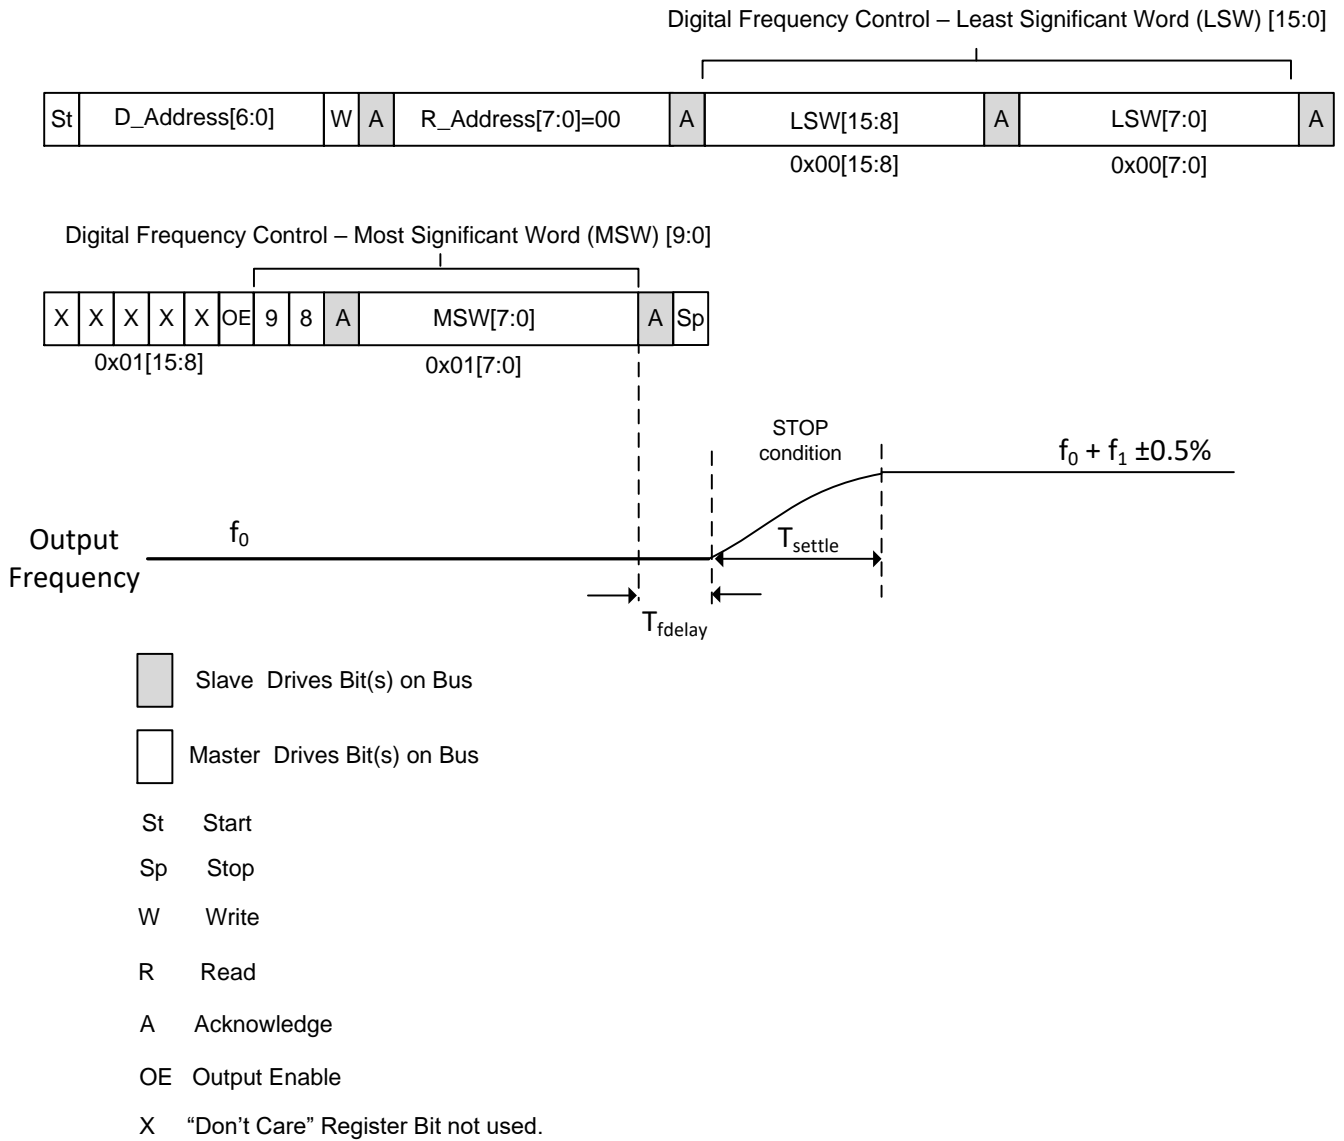 Digital Frequency Control – Least Significant Word (LSW) [15:0]
St D_Address[6:0] W A R_Address[7:0]=00 A LSW[15:8] A LSW[7:0] A
0x00[15:8] 0x00[7:0]
Digital Frequency Control – Most Significant Word (MSW) [9:0]
X X X X X OE 9 8 A MSW[7:0] A Sp
0x01[15:8] 0x01[7:0]
STOP
condition
f₀ + f₁ ±0.5%
Output
Frequency
f₀
T_settle
T_fdelay
Slave Drives Bit(s) on Bus
Master Drives Bit(s) on Bus
St Start
Sp Stop
W Write
R Read
A Acknowledge
OE Output Enable
X “Don’t Care” Register Bit not used.